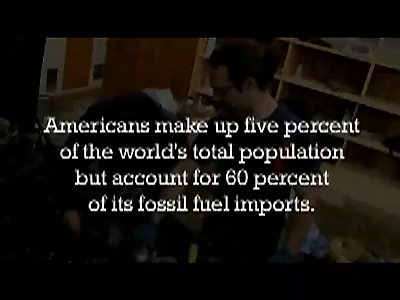 Americans make up five percent
of the world's total population
but account for 60 percent
of its fossil fuel imports.